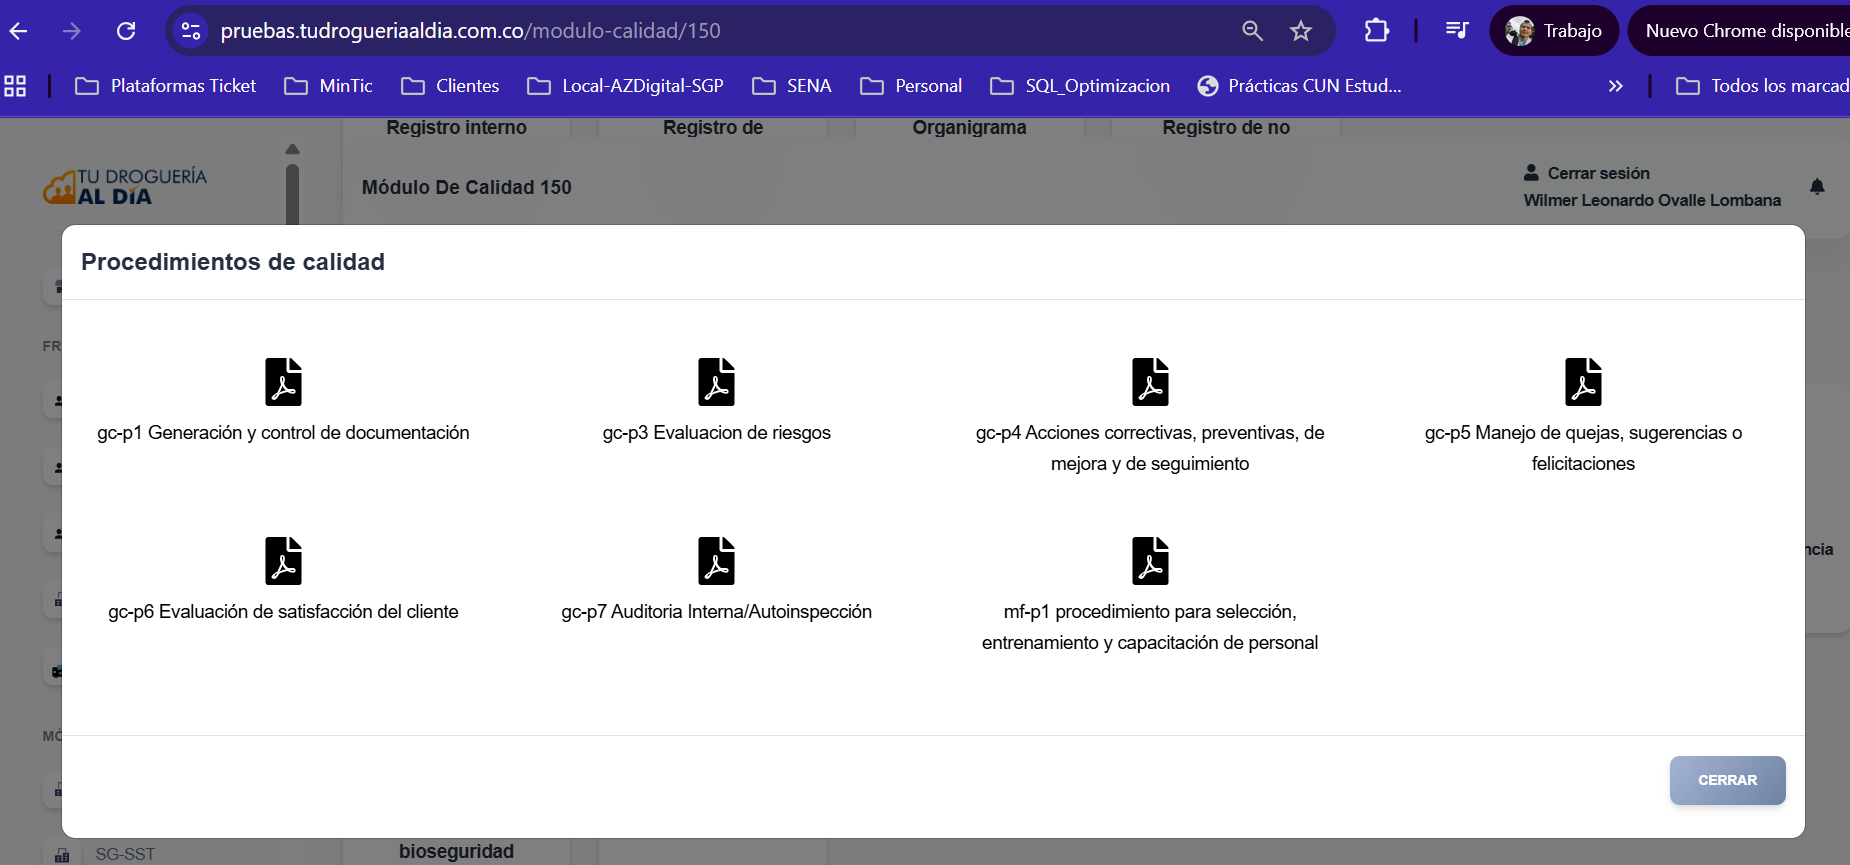 pruebas.tudrogueriaaldia.com.co/modulo-calidad/150
Trabajo
Nuevo Chrome disponible
Plataformas Ticket
MinTic
Clientes
Local-AZDigital-SGP
SENA
Personal
SQL_Optimizacion
Prácticas CUN Estud...
Todos los marcad
Registro interno
Registro de
Organigrama
Registro de no
TU DROGUERÍA
AL DÍA
Módulo De Calidad 150
Cerrar sesión
Wilmer Leonardo Ovalle Lombana
Procedimientos de calidad
FR
gc-p1 Generación y control de documentación
gc-p3 Evaluacion de riesgos
gc-p4 Acciones correctivas, preventivas, de
mejora y de seguimiento
gc-p5 Manejo de quejas, sugerencias o
felicitaciones
ncia
gc-p6 Evaluación de satisfacción del cliente
gc-p7 Auditoria Interna/Autoinspección
mf-p1 procedimiento para selección,
entrenamiento y capacitación de personal
MÓ
CERRAR
SG-SST
bioseguridad